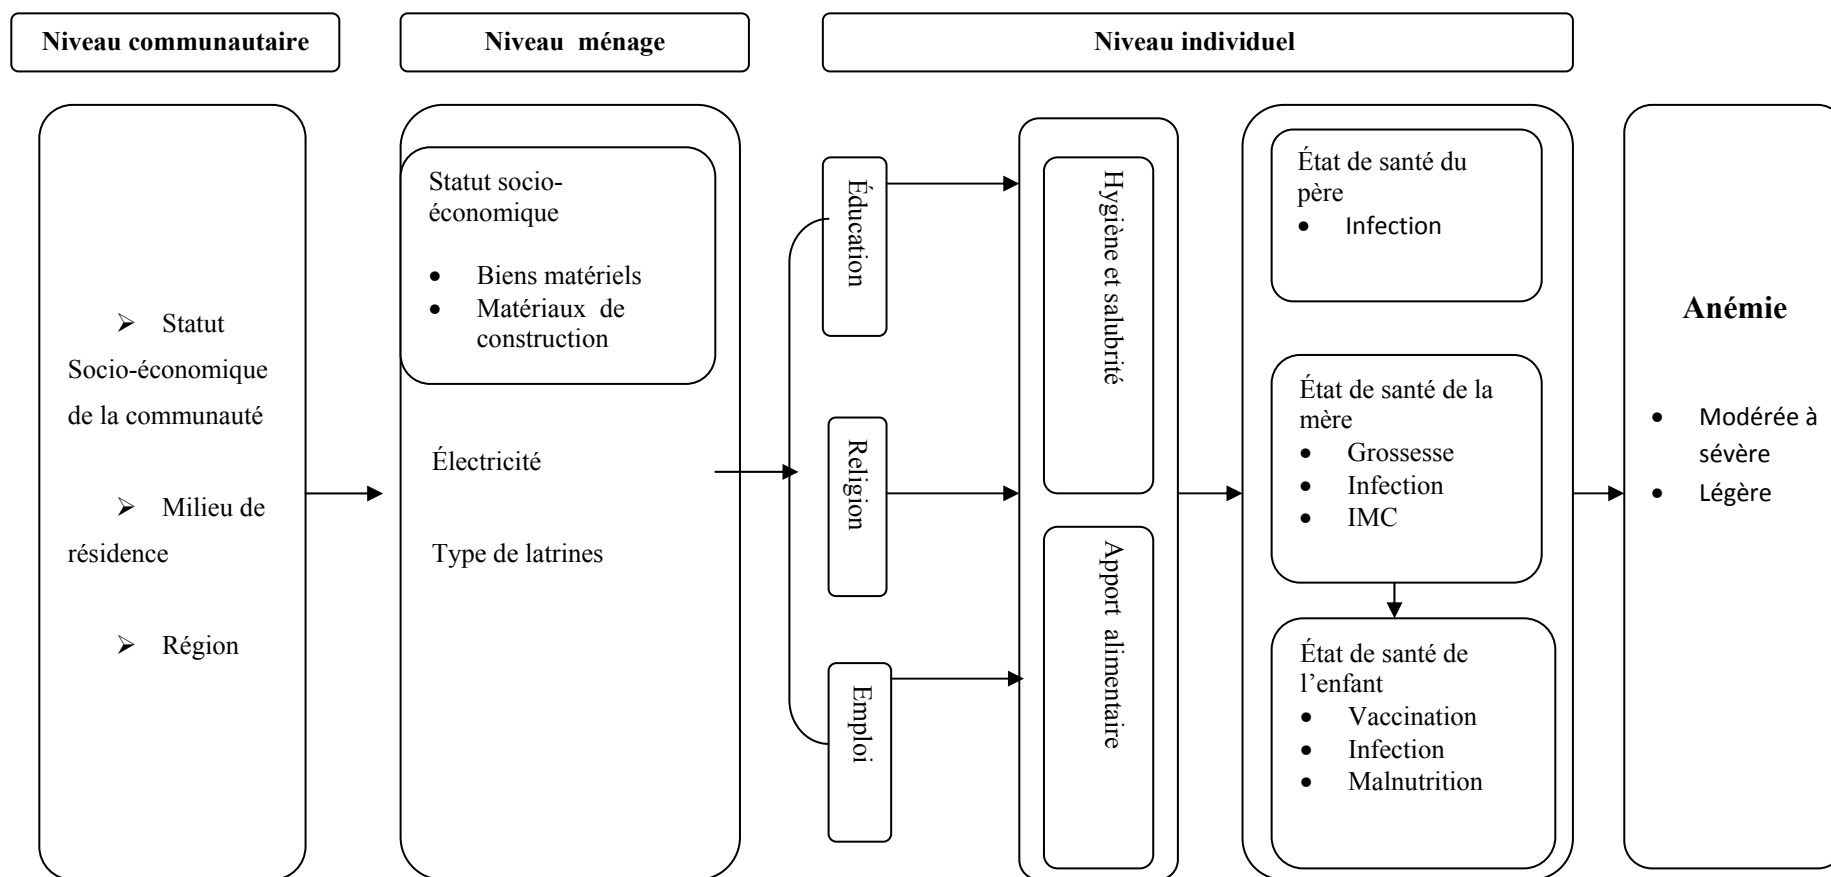 Niveau communautaire
Niveau ménage
Niveau individuel
Statut
Socio-économique
de la communauté
Milieu de
résidence
Région
Statut socio-
économique
• Biens matériels
• Matériaux de
construction
Électricité
Type de latrines
Éducation
Religion
Emploi
Hygiène et salubrité
Apport alimentaire
État de santé du
père
• Infection
État de santé de la
mère
• Grossesse
• Infection
• IMC
État de santé de
l’enfant
• Vaccination
• Infection
• Malnutrition
Anémie
• Modérée à
sévère
• Légère